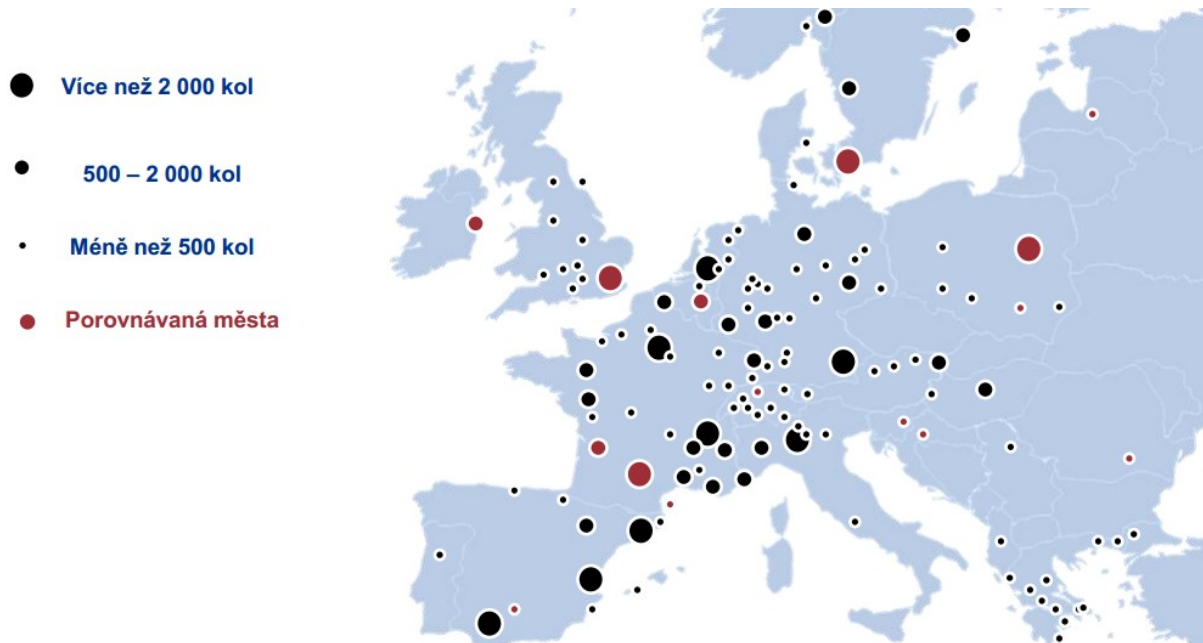 Více než 2 000 kol
500 – 2 000 kol
Méně než 500 kol
Porovnávaná města